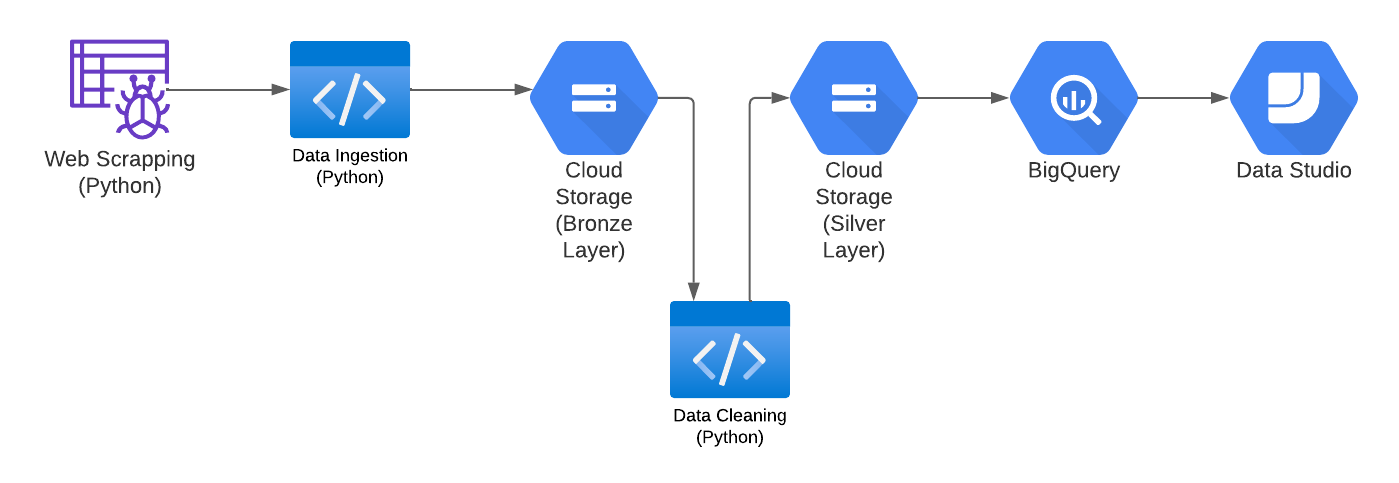 Web Scrapping
(Python)
Data Ingestion
(Python)
Cloud
Storage
(Bronze
Layer)
Data Cleaning
(Python)
Cloud
Storage
(Silver
Layer)
BigQuery
Data Studio